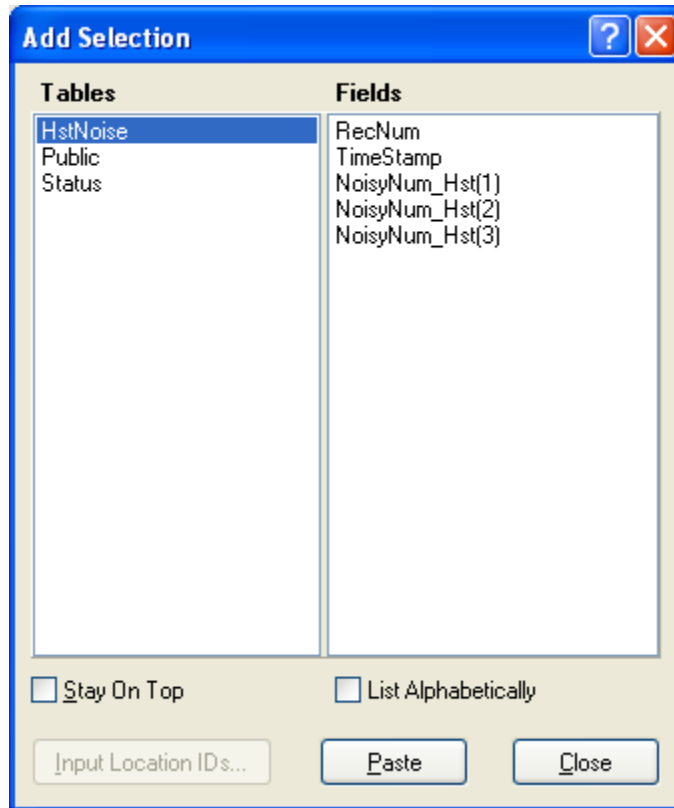 Add Selection
Tables
Fields
HstNoise
Public
Status
RecNum
TimeStamp
NoisyNum_Hst(1)
NoisyNum_Hst(2)
NoisyNum_Hst(3)
Stay On Top
List Alphabetically
Input Location IDs...
Paste
Close